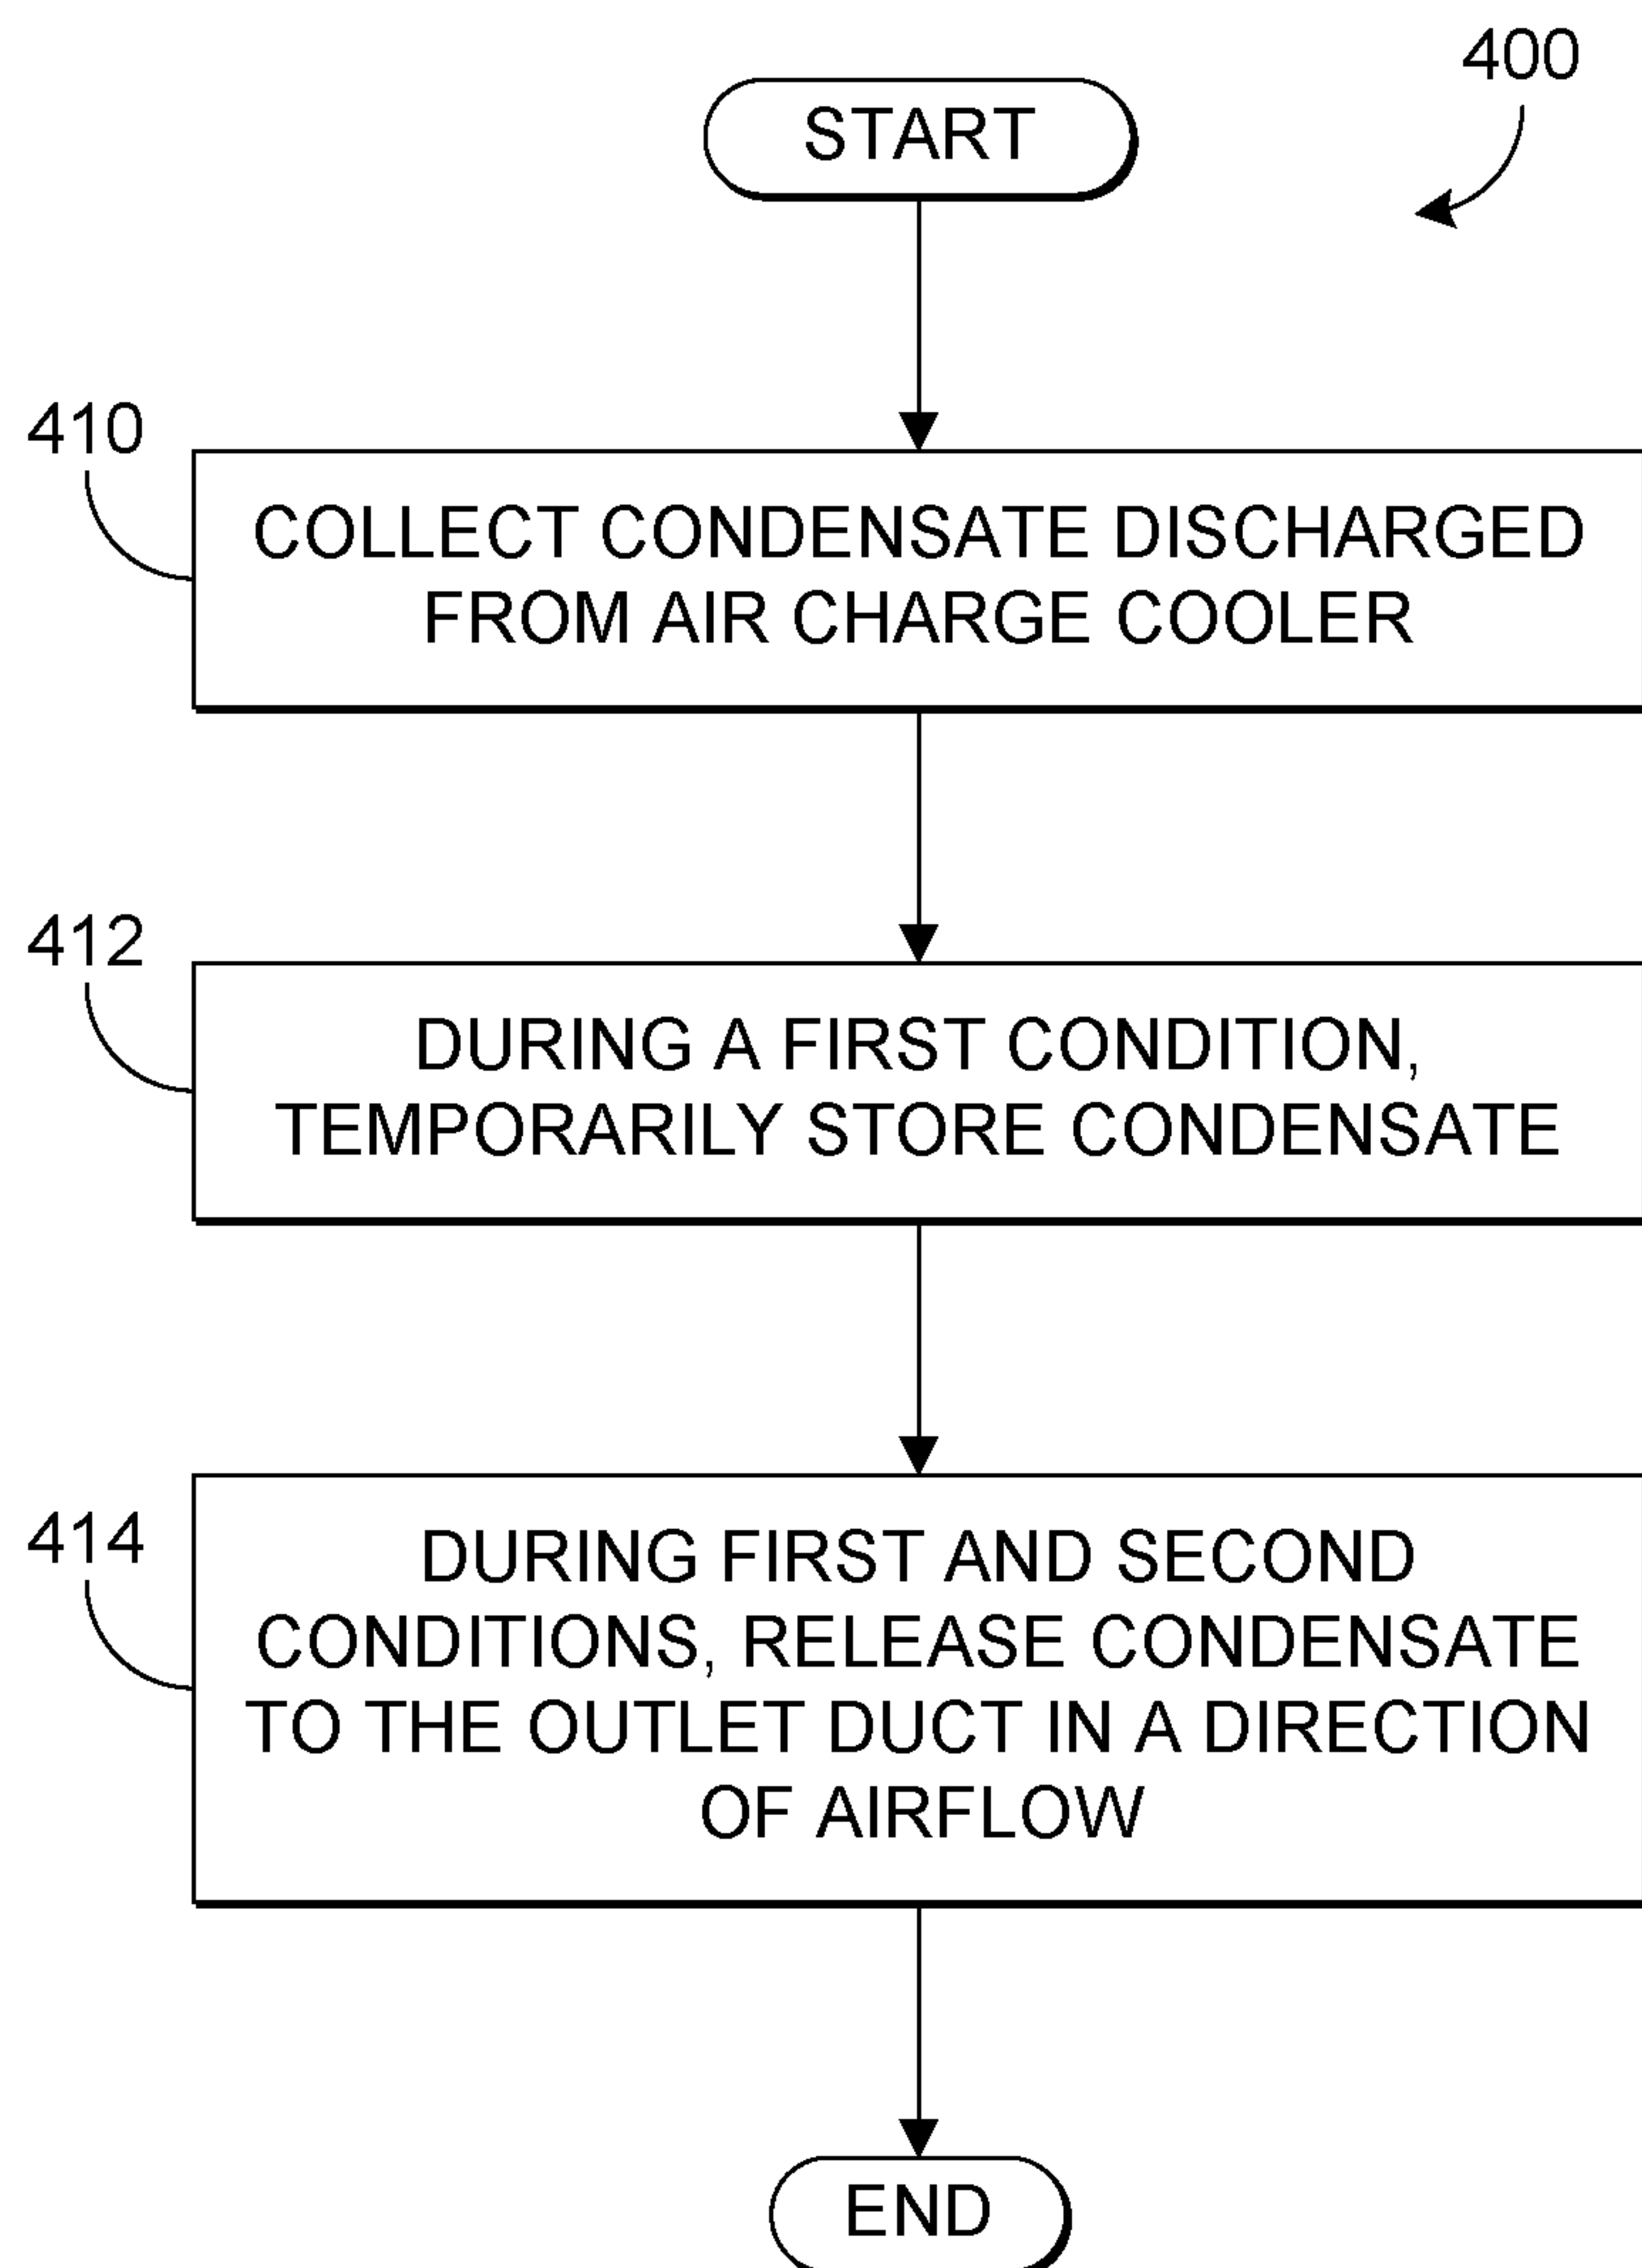 400
START
410
COLLECT CONDENSATE DISCHARGED
FROM AIR CHARGE COOLER
412
DURING A FIRST CONDITION,
TEMPORARILY STORE CONDENSATE
414
DURING FIRST AND SECOND
CONDITIONS, RELEASE CONDENSATE
TO THE OUTLET DUCT IN A DIRECTION
OF AIRFLOW
END